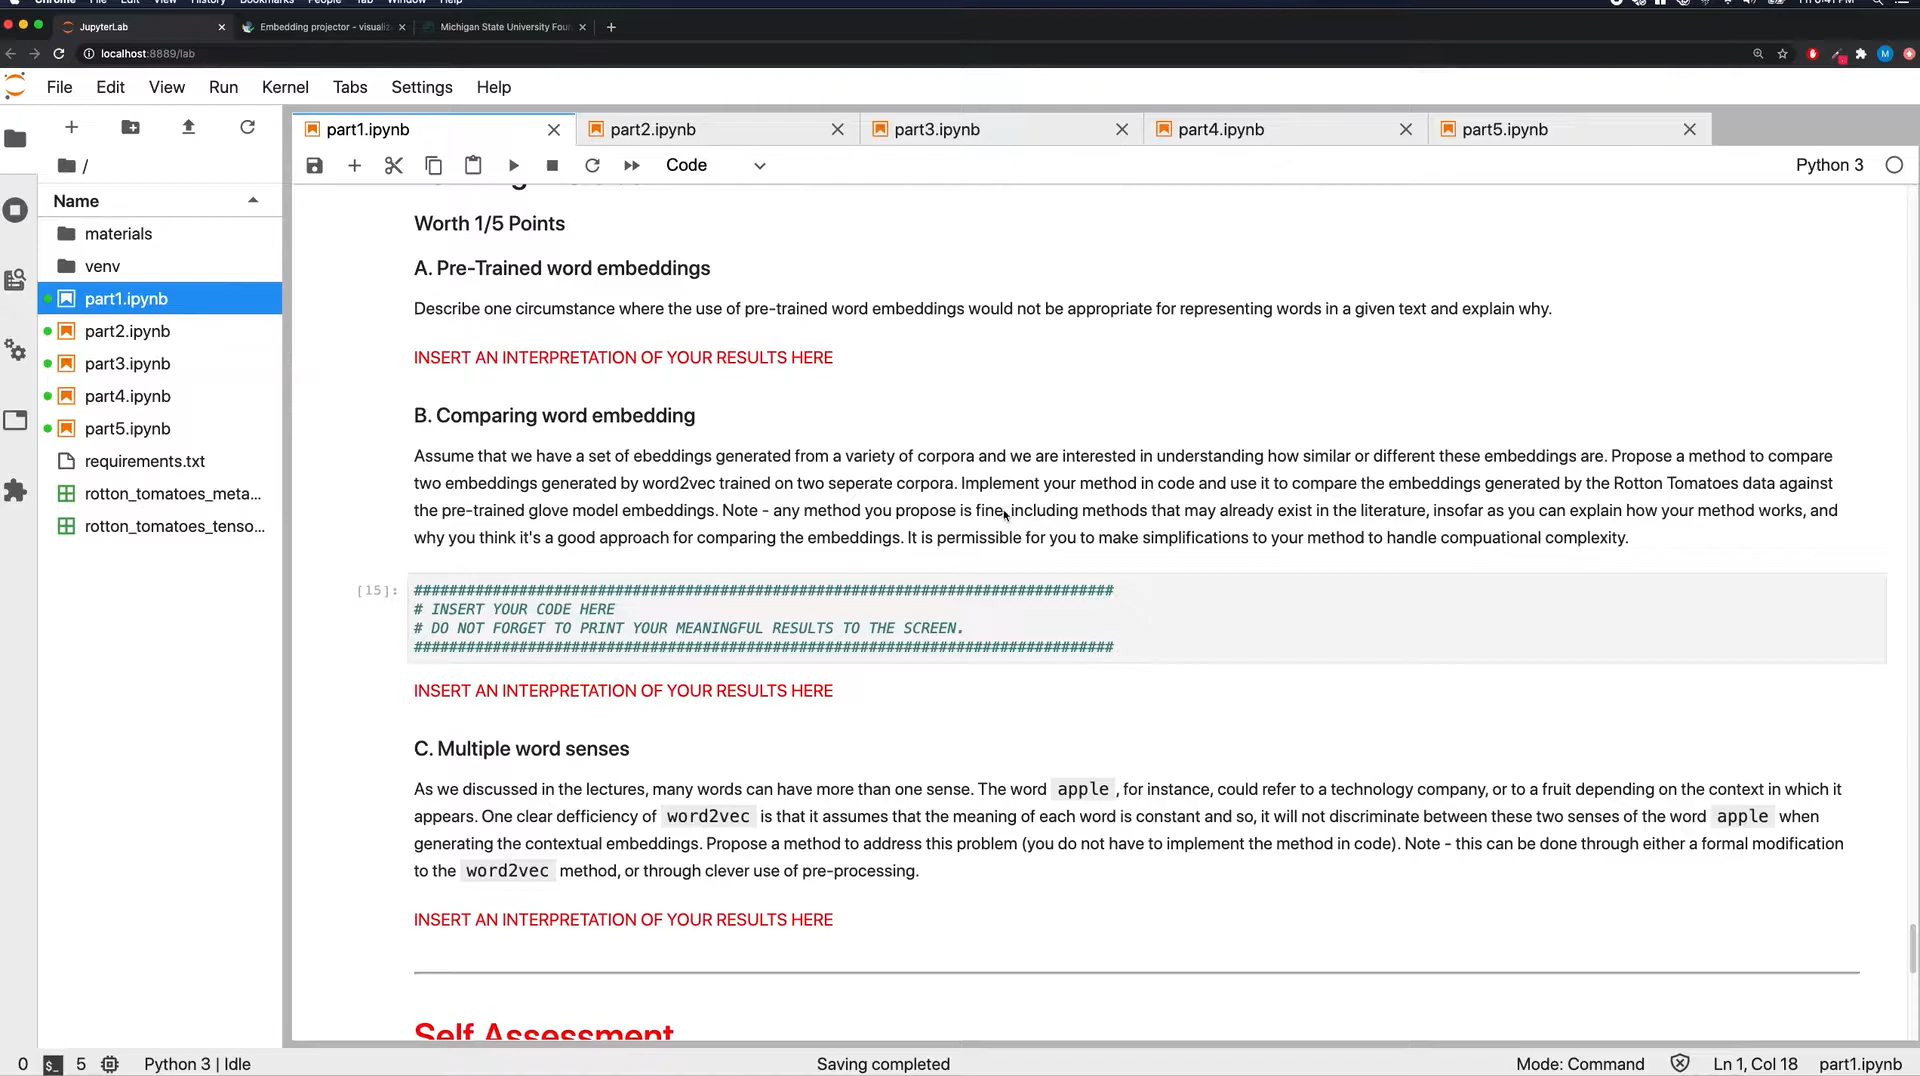 Chrome File Edit View History Bookmarks People Tab Window Help
JupyterLab
Embedding projector - visualiz
Michigan State University Foun
localhost:8889/lab
M
File Edit View Run Kernel Tabs Settings Help
part1.ipynb
part2.ipynb
part3.ipynb
part4.ipynb
part5.ipynb
Code
Python 3
/
Name
materials
venv
part1.ipynb
part2.ipynb
part3.ipynb
part4.ipynb
part5.ipynb
requirements.txt
rotton_tomatoes_meta...
rotton_tomatoes_tenso...
Worth 1/5 Points
A. Pre-Trained word embeddings
Describe one circumstance where the use of pre-trained word embeddings would not be appropriate for representing words in a given text and explain why.
INSERT AN INTERPRETATION OF YOUR RESULTS HERE
B. Comparing word embedding
Assume that we have a set of ebeddings generated from a variety of corpora and we are interested in understanding how similar or different these embeddings are. Propose a method to compare
two embeddings generated by word2vec trained on two seperate corpora. Implement your method in code and use it to compare the embeddings generated by the Rotton Tomatoes data against
the pre-trained glove model embeddings. Note - any method you propose is fine, including methods that may already exist in the literature, insofar as you can explain how your method works, and
why you think it's a good approach for comparing the embeddings. It is permissible for you to make simplifications to your method to handle compuational complexity.
[15]:
################################################################################
# INSERT YOUR CODE HERE
# DO NOT FORGET TO PRINT YOUR MEANINGFUL RESULTS TO THE SCREEN.
################################################################################
INSERT AN INTERPRETATION OF YOUR RESULTS HERE
C. Multiple word senses
As we discussed in the lectures, many words can have more than one sense. The word apple , for instance, could refer to a technology company, or to a fruit depending on the context in which it
appears. One clear defficiency of word2vec is that it assumes that the meaning of each word is constant and so, it will not discriminate between these two senses of the word apple when
generating the contextual embeddings. Propose a method to address this problem (you do not have to implement the method in code). Note - this can be done through either a formal modification
to the word2vec method, or through clever use of pre-processing.
INSERT AN INTERPRETATION OF YOUR RESULTS HERE
Self Assessment
0 5 Python 3 | Idle Saving completed Mode: Command Ln 1, Col 18 part1.ipynb